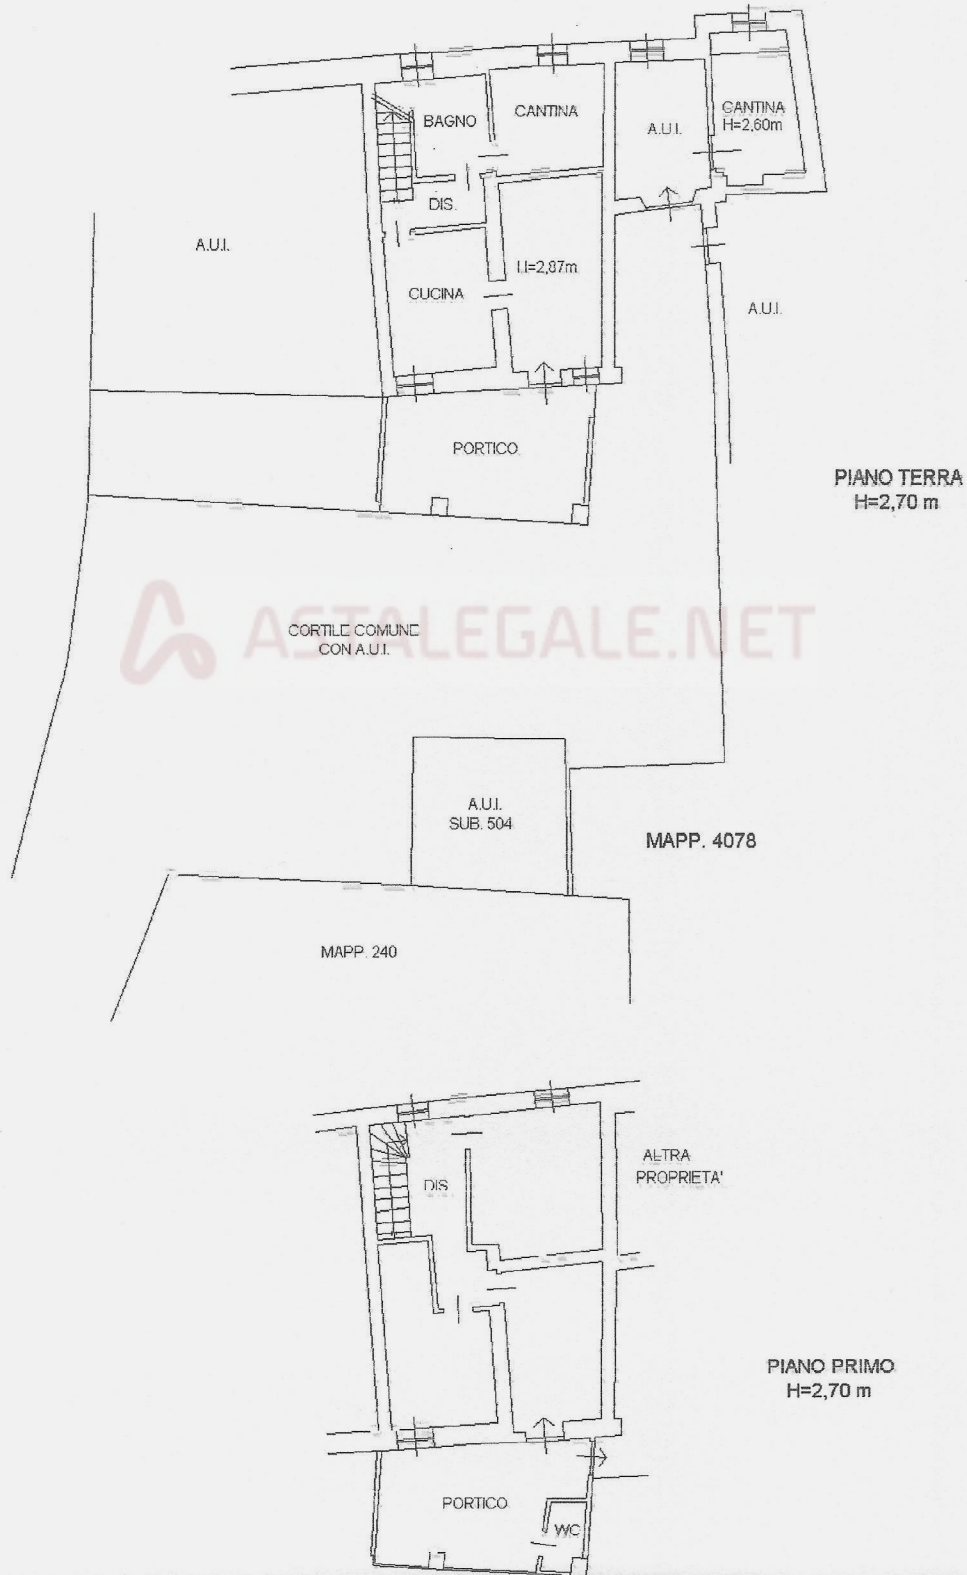 BAGNO
CANTINA
CANTINA
H=2,60m
A.U.I.
DIS.
A.U.I.
CUCINA
H=2,87m
A.U.I.
PORTICO
PIANO TERRA
H=2,70 m
ASTALEGALE.NET
CORTILE COMUNE
CON A.U.I.
A.U.I.
SUB. 504
MAPP. 4078
MAPP. 240
ALTRA
PROPRIETA'
DIS.
PIANO PRIMO
H=2,70 m
PORTICO
WC